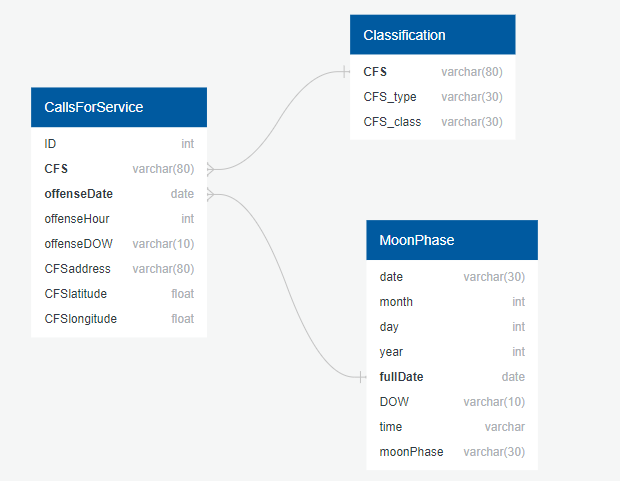 Classification
CFS varchar(80)
CFS_type varchar(30)
CFS_class varchar(30)
CallsForService
ID int
CFS varchar(80)
offenseDate date
offenseHour int
offenseDOW varchar(10)
CFSaddress varchar(80)
CFSlatitude float
CFSlongitude float
MoonPhase
date varchar(30)
month int
day int
year int
fullDate date
DOW varchar(10)
time varchar
moonPhase varchar(30)